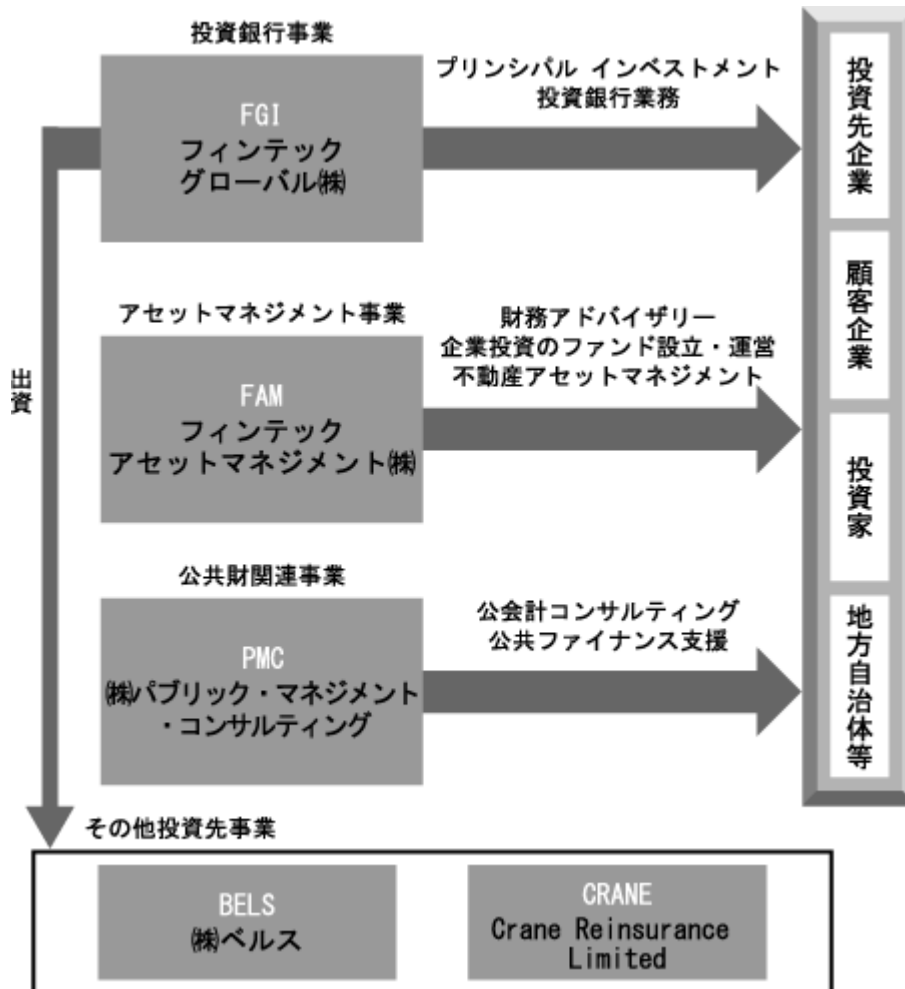 投資銀行事業
FGI
フィンテック
グローバル㈱
プリンシパル インベストメント
投資銀行業務
出資
アセットマネジメント事業
FAM
フィンテック
アセットマネジメント㈱
財務アドバイザリー
企業投資のファンド設立・運営
不動産アセットマネジメント
公共財関連事業
PMC
㈱パブリック・マネジメント
・コンサルティング
公会計コンサルティング
公共ファイナンス支援
投資先企業
顧客企業
投資家
地方自治体等
その他投資先事業
BELS
㈱ベルス
CRANE
Crane Reinsurance
Limited